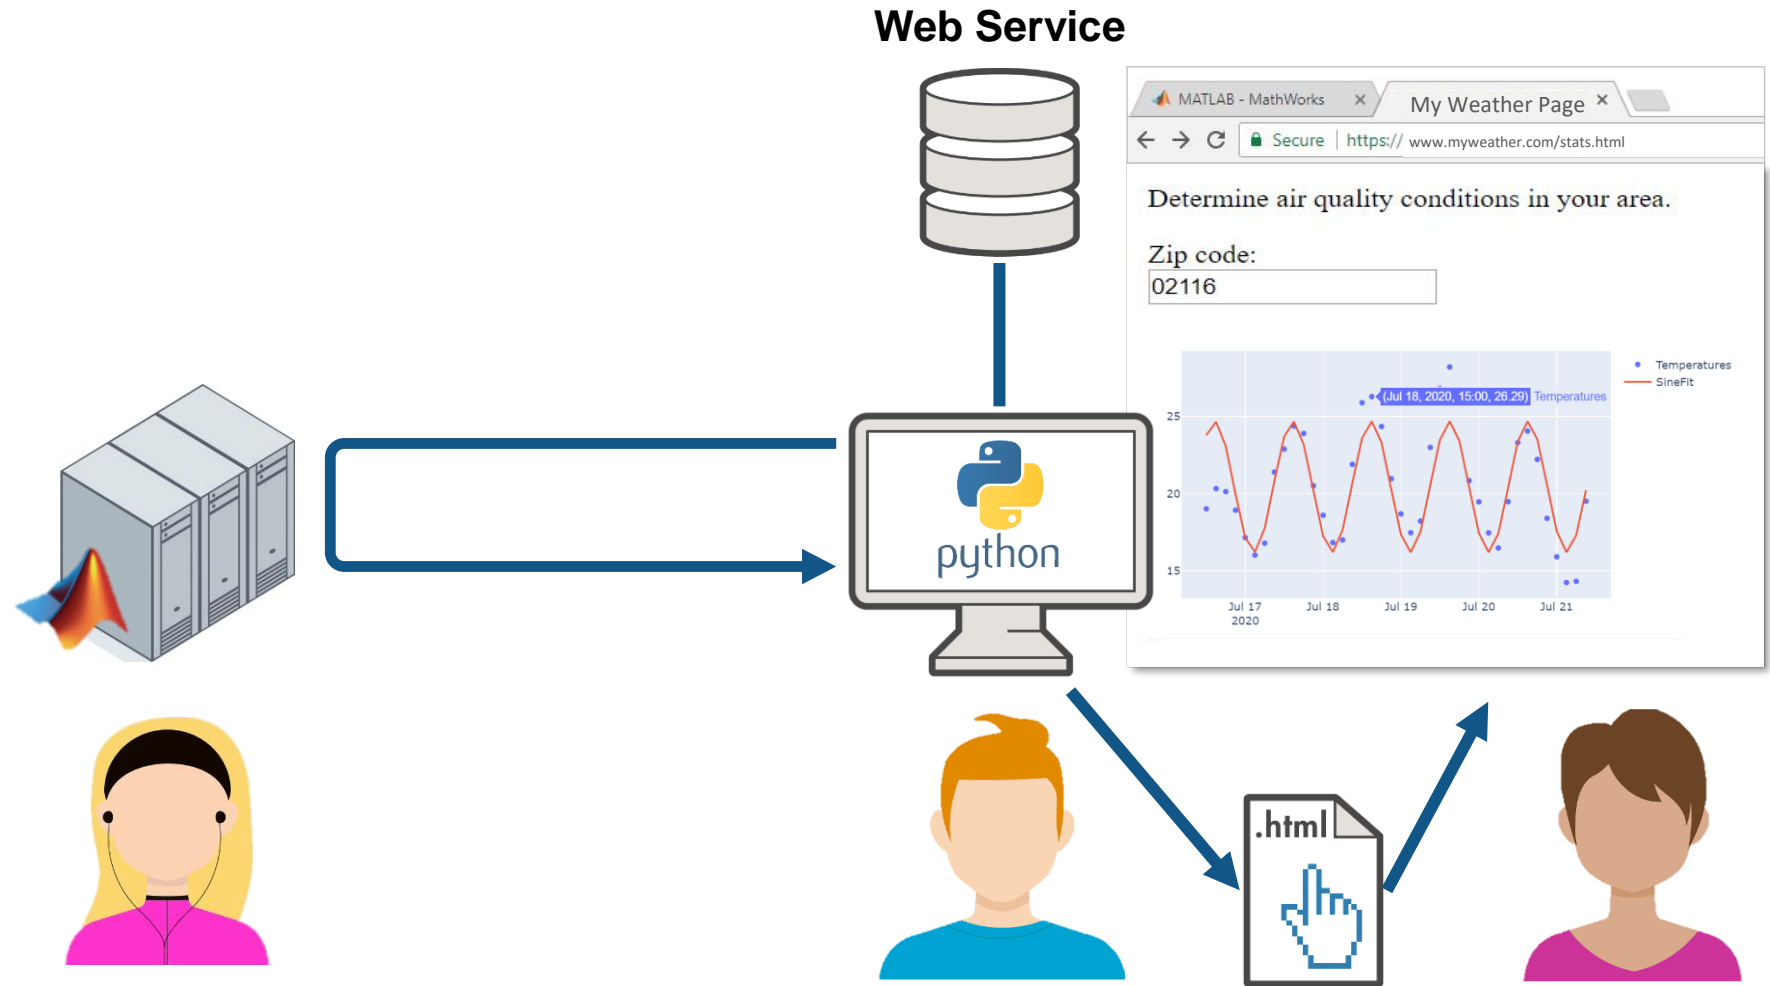 Web Service
MATLAB - MathWorks
My Weather Page
Secure
https://
www.myweather.com/stats.html
Determine air quality conditions in your area.
Zip code:
02116
Temperatures
SineFit
(Jul 18, 2020, 15:00, 26.29) Temperatures
25
20
15
Jul 17
2020
Jul 18
Jul 19
Jul 20
Jul 21
python
.html